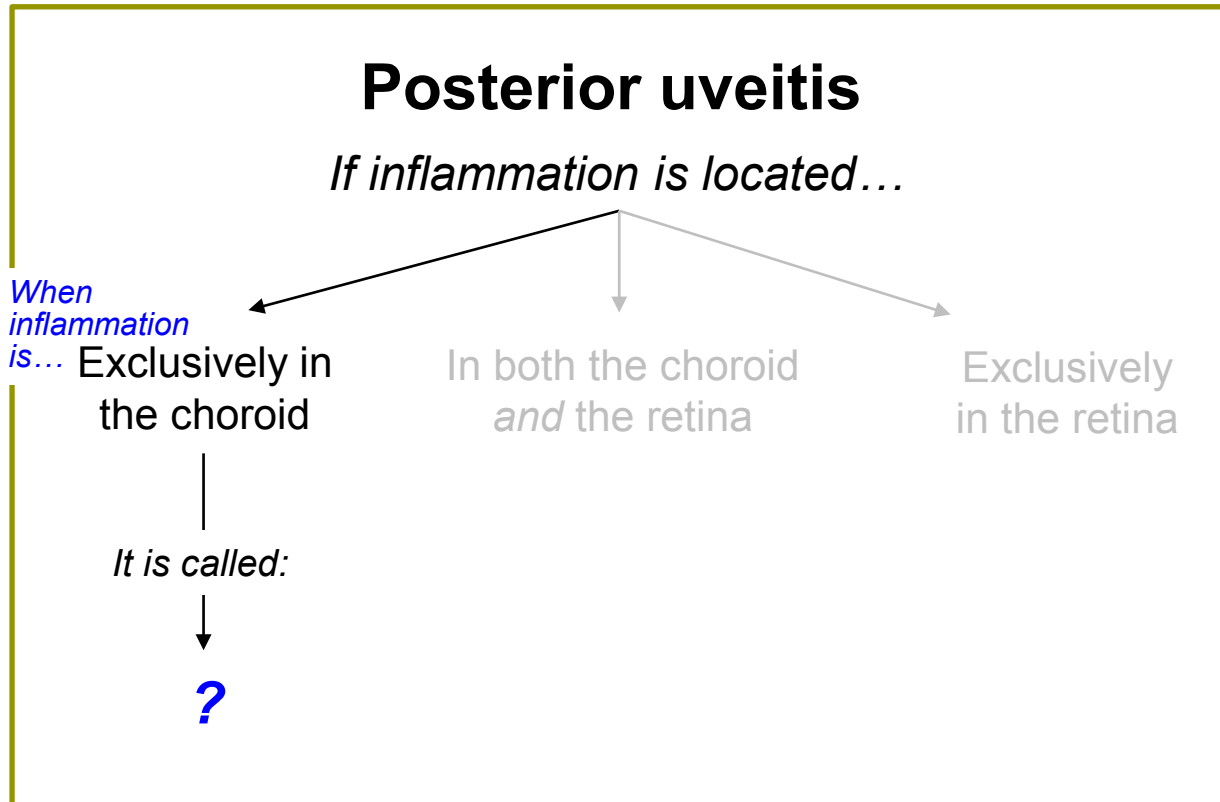 Posterior uveitis
If inflammation is located…
When
inflammation
is…
Exclusively in
the choroid
In both the choroid
and the retina
Exclusively
in the retina
It is called:
?